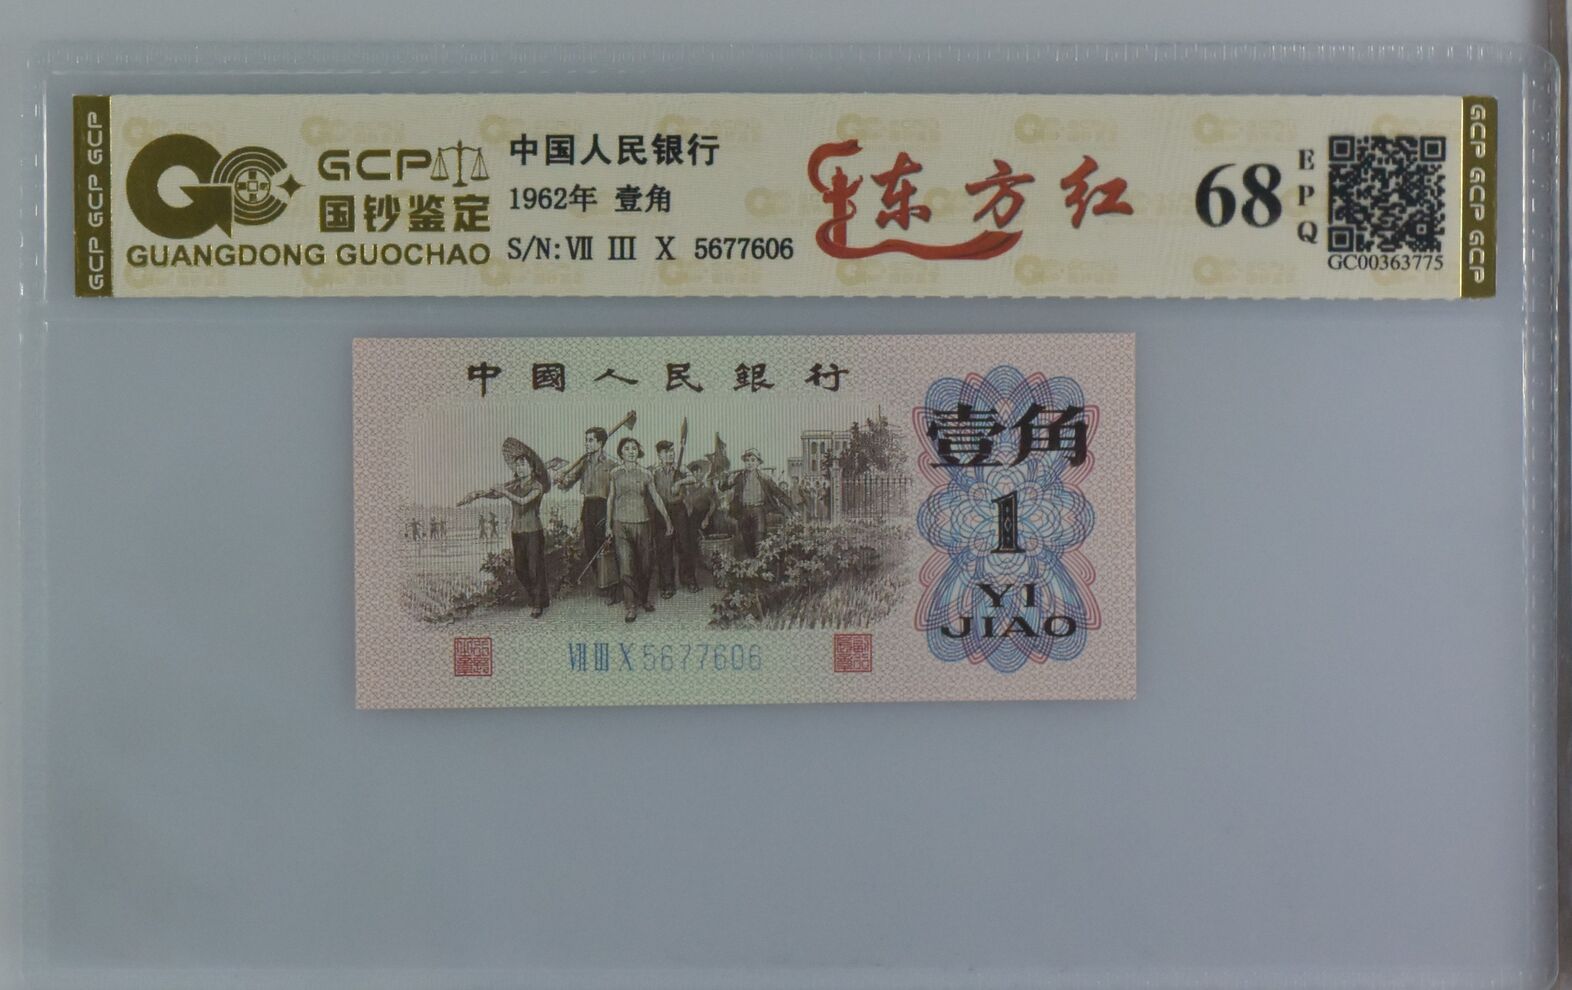 GCP GCP GCP
GCP
国钞鉴定
GUANGDONG GUOCHAO
中国人民银行
1962年 壹角
S/N: Ⅶ Ⅲ Ⅹ 5677606
东方红
68
EPQ
GC00363775
GCP GCP GCP
中國人民銀行
壹角
1
YI
JIAO
Ⅶ Ⅲ Ⅹ 5677606